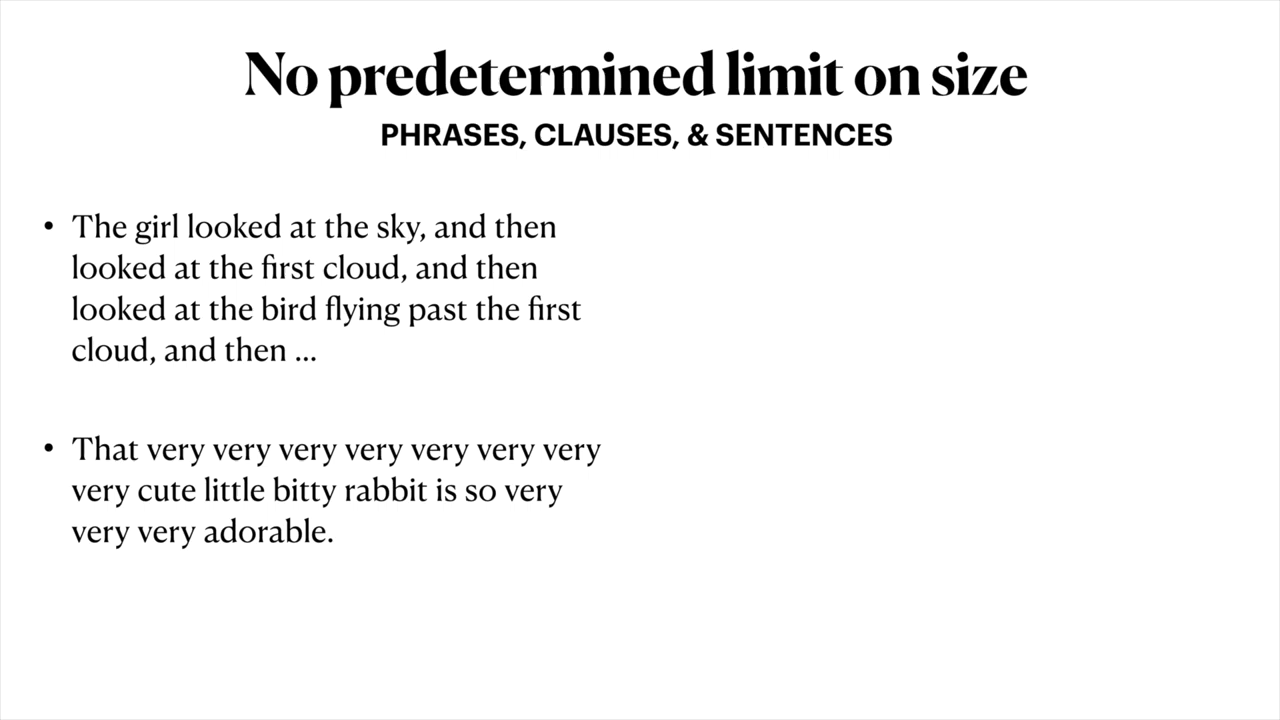 No predetermined limit on size
PHRASES, CLAUSES, & SENTENCES
• The girl looked at the sky, and then
looked at the first cloud, and then
looked at the bird flying past the first
cloud, and then ...
• That very very very very very very very
very cute little bitty rabbit is so very
very very adorable.